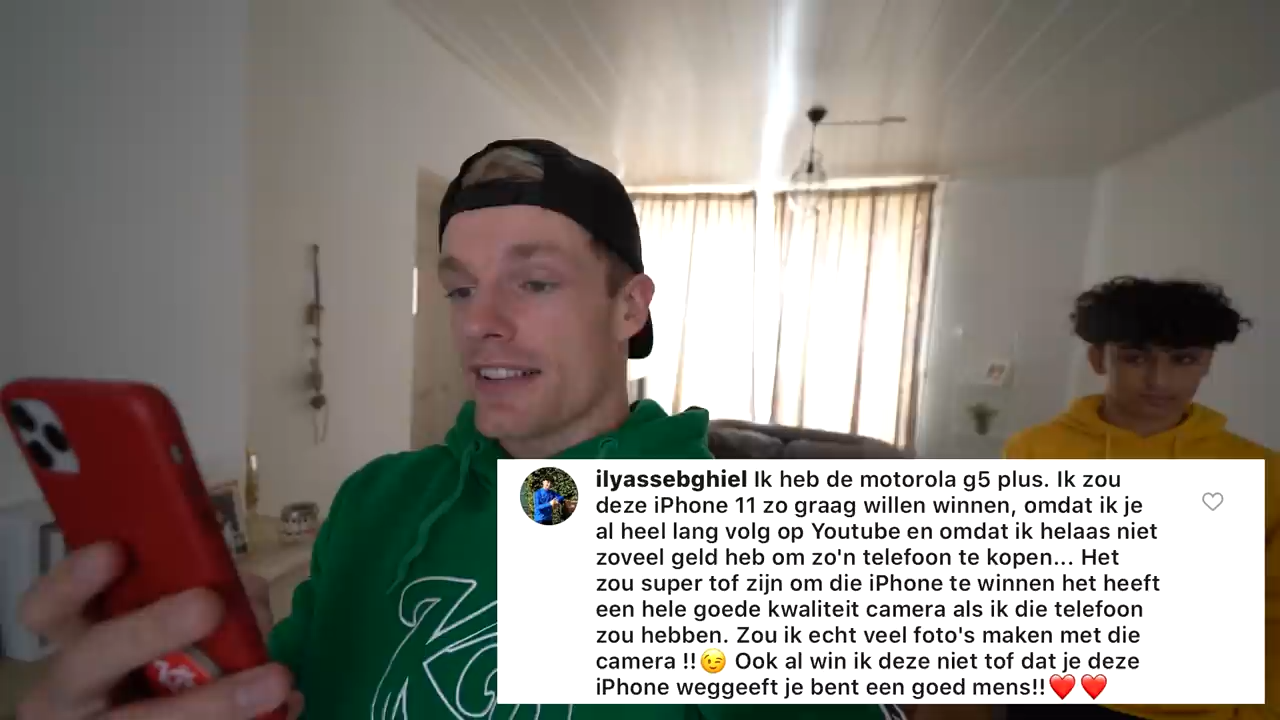 ilyassebghiel Ik heb de motorola g5 plus. Ik zou
deze iPhone 11 zo graag willen winnen, omdat ik je
al heel lang volg op Youtube en omdat ik helaas niet
zoveel geld heb om zo'n telefoon te kopen... Het
zou super tof zijn om die iPhone te winnen het heeft
een hele goede kwaliteit camera als ik die telefoon
zou hebben. Zou ik echt veel foto's maken met die
camera !!😉 Ook al win ik deze niet tof dat je deze
iPhone weggeeft je bent een goed mens!!❤️❤️